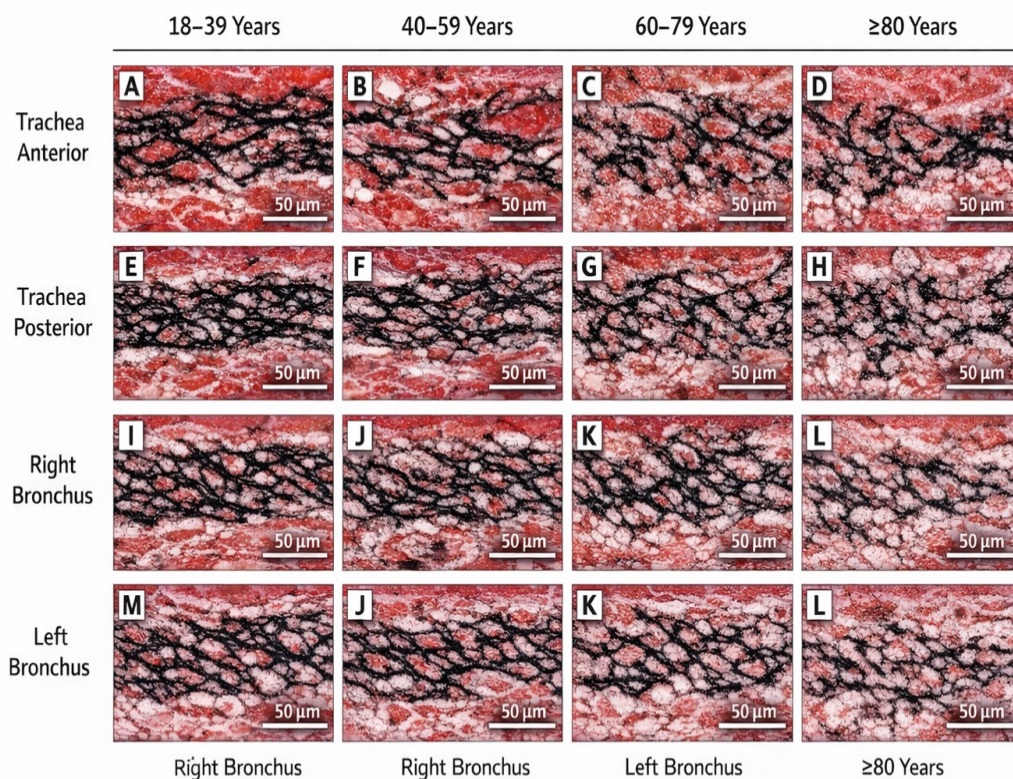 18–39 Years 40–59 Years 60–79 Years ≥80 Years
Trachea
Anterior
A B C D
50 µm 50 µm 50 µm 50 µm
Trachea
Posterior
E F G H
50 µm 50 µm 50 µm 50 µm
Right
Bronchus
I J K L
50 µm 50 µm 50 µm 50 µm
Left
Bronchus
M J K L
50 µm 50 µm 50 µm 50 µm
Right Bronchus Right Bronchus Left Bronchus ≥80 Years